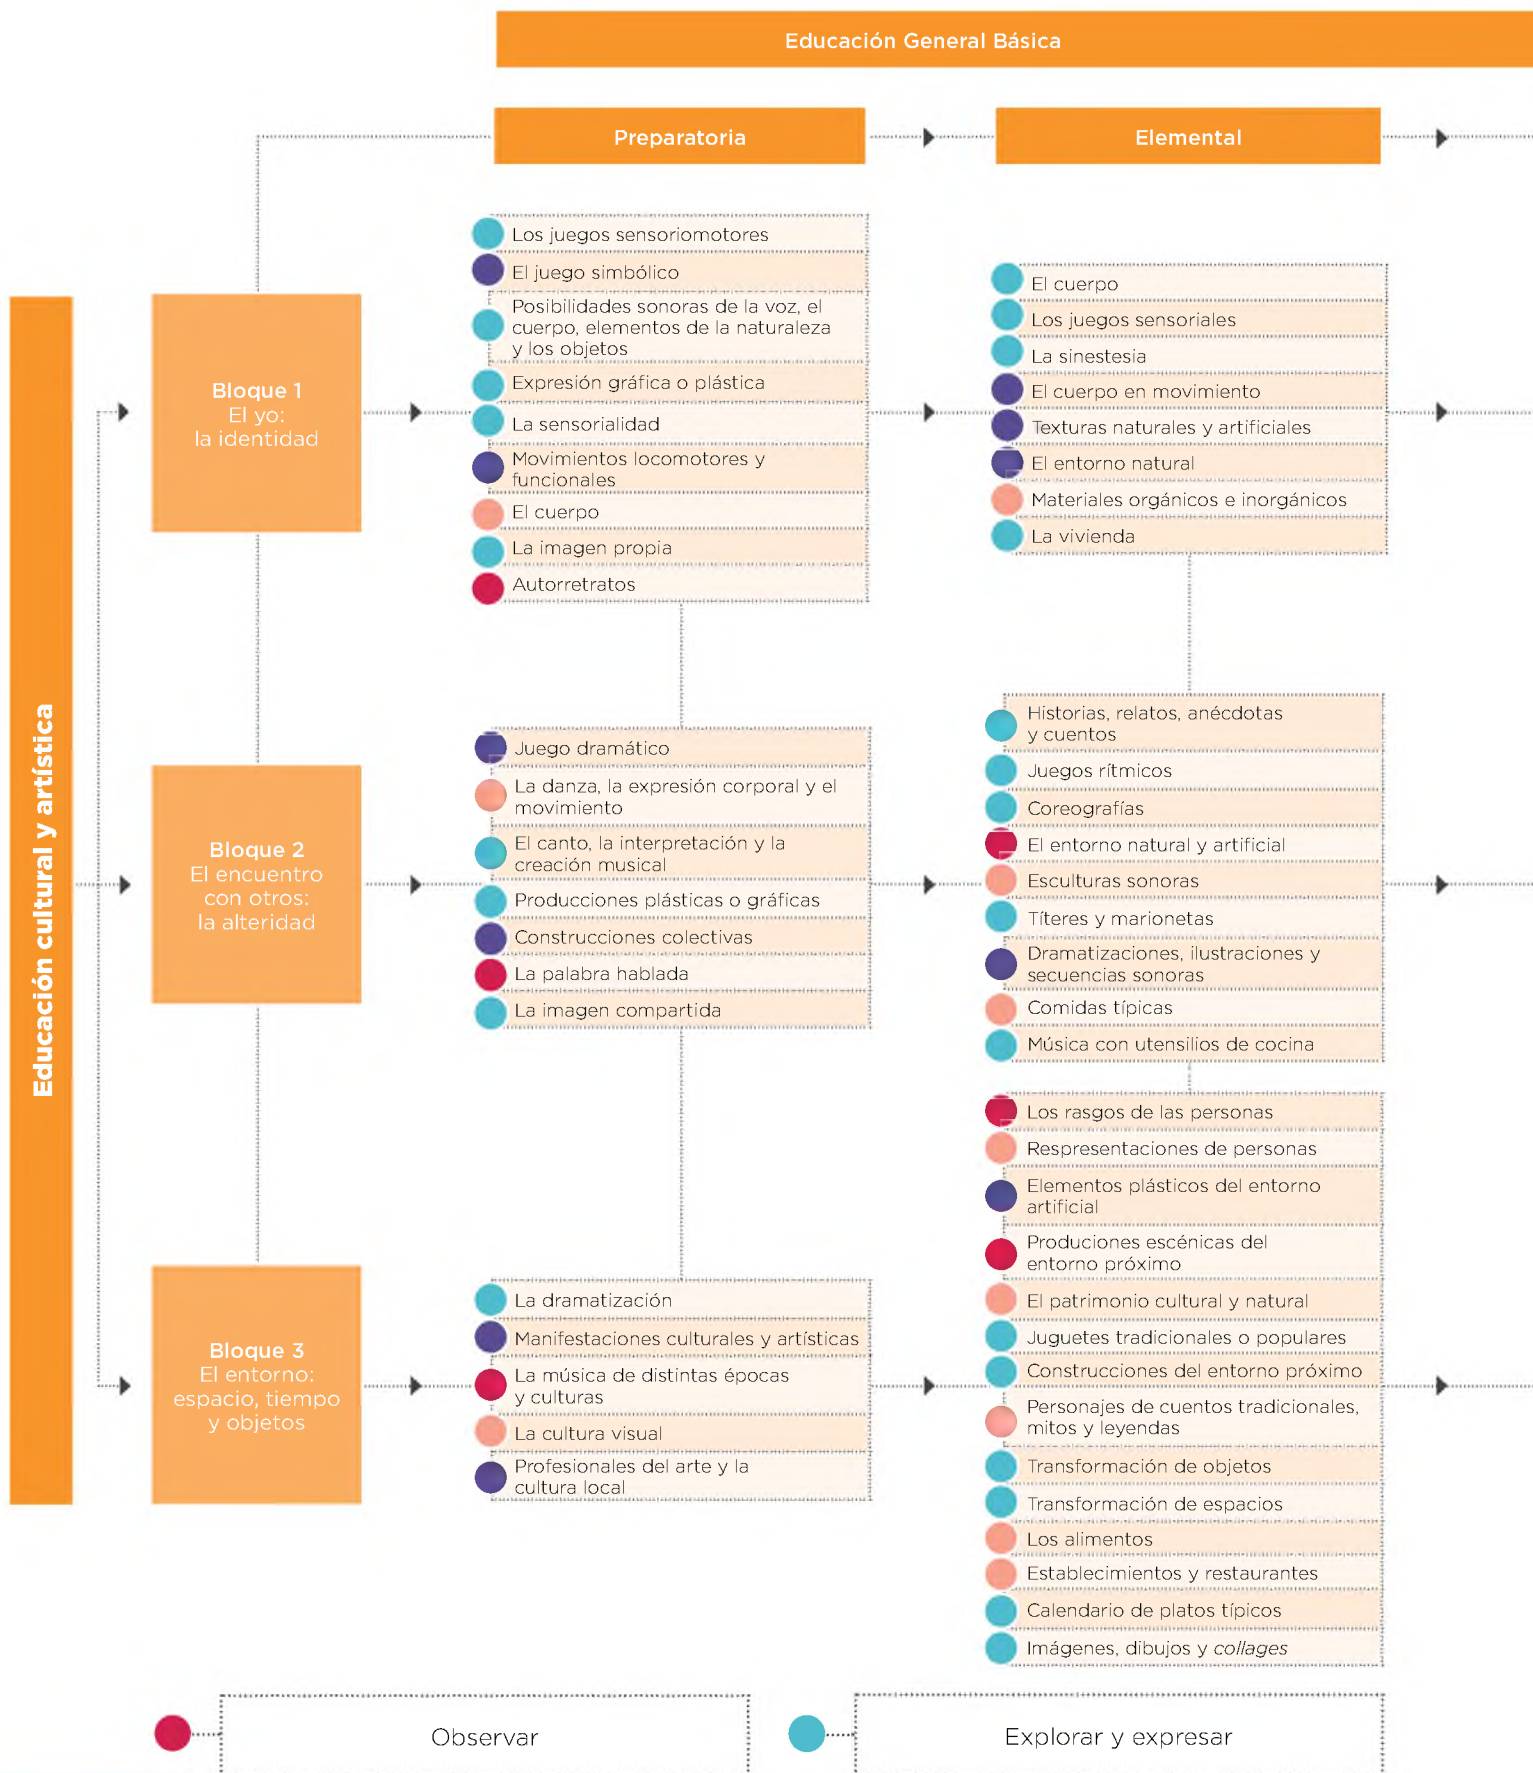 Educación General Básica
Preparatoria
Elemental
Educación cultural y artística
Bloque 1
El yo:
la identidad
Los juegos sensoriomotores
El juego simbólico
Posibilidades sonoras de la voz, el
cuerpo, elementos de la naturaleza
y los objetos
Expresión gráfica o plástica
La sensorialidad
Movimientos locomotores y
funcionales
El cuerpo
La imagen propia
Autorretratos
El cuerpo
Los juegos sensoriales
La sinestesia
El cuerpo en movimiento
Texturas naturales y artificiales
El entorno natural
Materiales orgánicos e inorgánicos
La vivienda
Bloque 2
El encuentro
con otros:
la alteridad
Juego dramático
La danza, la expresión corporal y el
movimiento
El canto, la interpretación y la
creación musical
Producciones plásticas o gráficas
Construcciones colectivas
La palabra hablada
La imagen compartida
Historias, relatos, anécdotas
y cuentos
Juegos rítmicos
Coreografías
El entorno natural y artificial
Esculturas sonoras
Títeres y marionetas
Dramatizaciones, ilustraciones y
secuencias sonoras
Comidas típicas
Música con utensilios de cocina
Bloque 3
El entorno:
espacio, tiempo
y objetos
La dramatización
Manifestaciones culturales y artísticas
La música de distintas épocas
y culturas
La cultura visual
Profesionales del arte y la
cultura local
Los rasgos de las personas
Respresentaciones de personas
Elementos plásticos del entorno
artificial
Produciones escénicas del
entorno próximo
El patrimonio cultural y natural
Juguetes tradicionales o populares
Construcciones del entorno próximo
Personajes de cuentos tradicionales,
mitos y leyendas
Transformación de objetos
Transformación de espacios
Los alimentos
Establecimientos y restaurantes
Calendario de platos típicos
Imágenes, dibujos y collages
Observar
Explorar y expresar